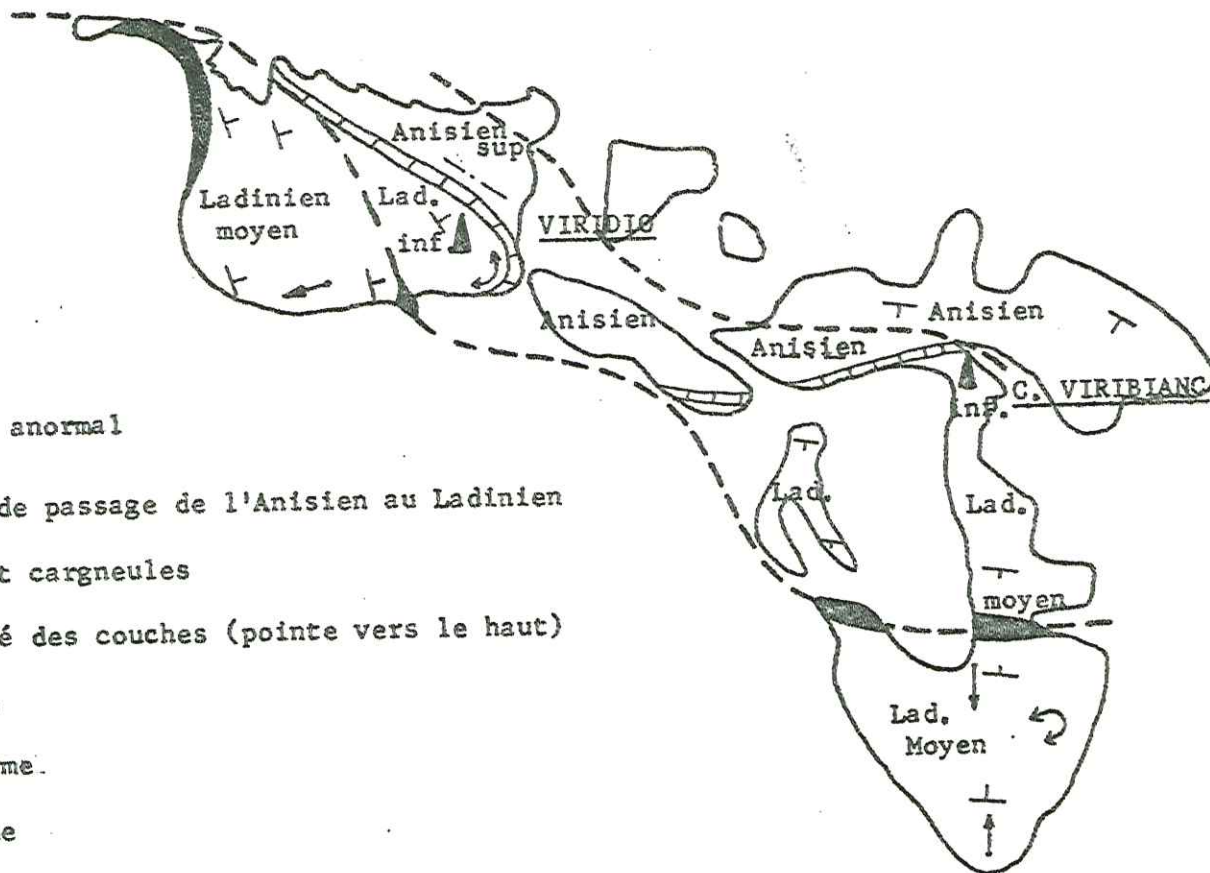 Anisien
sup.
Ladinien
moyen
Lad.
inf.
VIRIDIO
Anisien
Anisien
Anisien
inf.
C. VIRIBIANC
anormal
de passage de l'Anisien au Ladinien
Lad.
Lad.
t cargneules
moyen
é des couches (pointe vers le haut)
Lad.
Moyen
me.
e